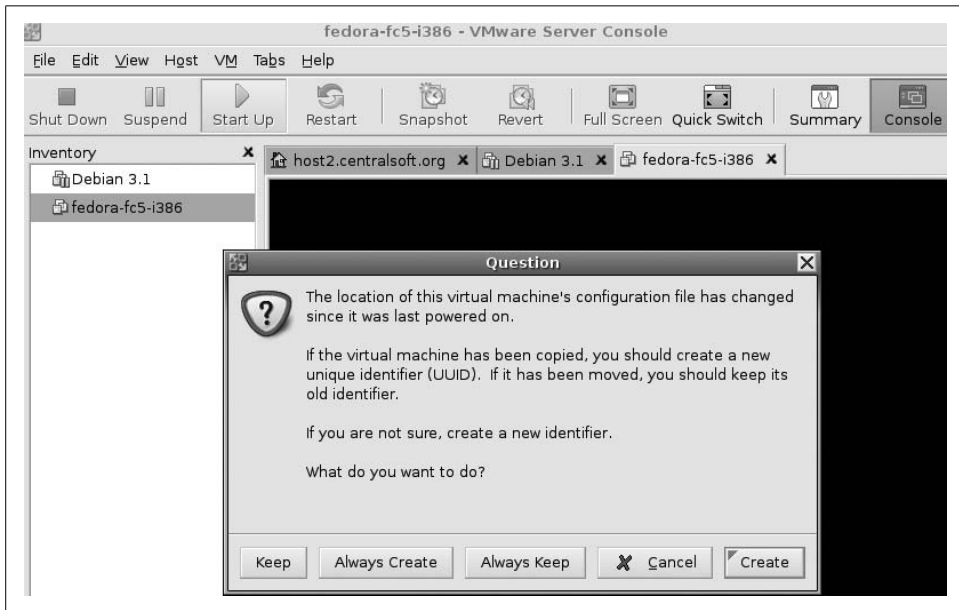 fedora-fc5-i386 - VMware Server Console
File Edit View Host VM Tabs Help
Shut Down Suspend Start Up Restart Snapshot Revert Full Screen Quick Switch Summary Console
Inventory
host2.centralsoft.org Debian 3.1 fedora-fc5-i386
Debian 3.1
fedora-fc5-i386
Question
The location of this virtual machine's configuration file has changed
since it was last powered on.
If the virtual machine has been copied, you should create a new
unique identifier (UUID). If it has been moved, you should keep its
old identifier.
If you are not sure, create a new identifier.
What do you want to do?
Keep Always Create Always Keep Cancel Create